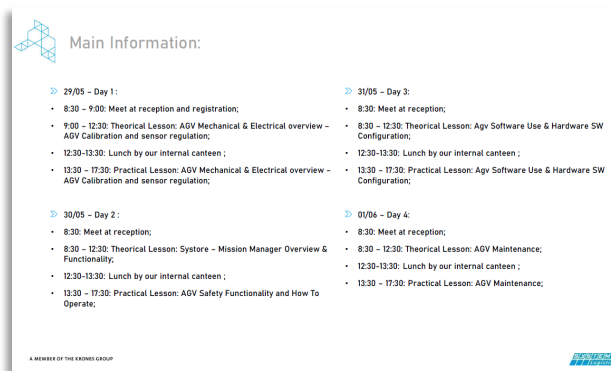 Main Information:
29/05 – Day 1 :
• 8:30 – 9:00: Meet at reception and registration;
• 9:00 – 12:30: Theorical Lesson: AGV Mechanical & Electrical overview –
AGV Calibration and sensor regulation;
• 12:30-13:30: Lunch by our internal canteen ;
• 13:30 – 17:30: Practical Lesson: AGV Mechanical & Electrical overview –
AGV Calibration and sensor regulation;
30/05 – Day 2 :
• 8:30: Meet at reception;
• 8:30 – 12:30: Theorical Lesson: Systore – Mission Manager Overview &
Functionality;
• 12:30-13:30: Lunch by our internal canteen ;
• 13:30 – 17:30: Practical Lesson: AGV Safety Functionality and How To
Operate;
31/05 – Day 3:
• 8:30: Meet at reception;
• 8:30 – 12:30: Theorical Lesson: Agv Software Use & Hardware SW
Configuration;
• 12:30-13:30: Lunch by our internal canteen ;
• 13:30 – 17:30: Practical Lesson: Agv Software Use & Hardware SW
Configuration;
01/06 – Day 4:
• 8:30: Meet at reception;
• 8:30 – 12:30: Theorical Lesson: AGV Maintenance;
• 12:30-13:30: Lunch by our internal canteen ;
• 13:30 – 17:30: Practical Lesson: AGV Maintenance;
A MEMBER OF THE KRONES GROUP
SYSTEM
Logistics